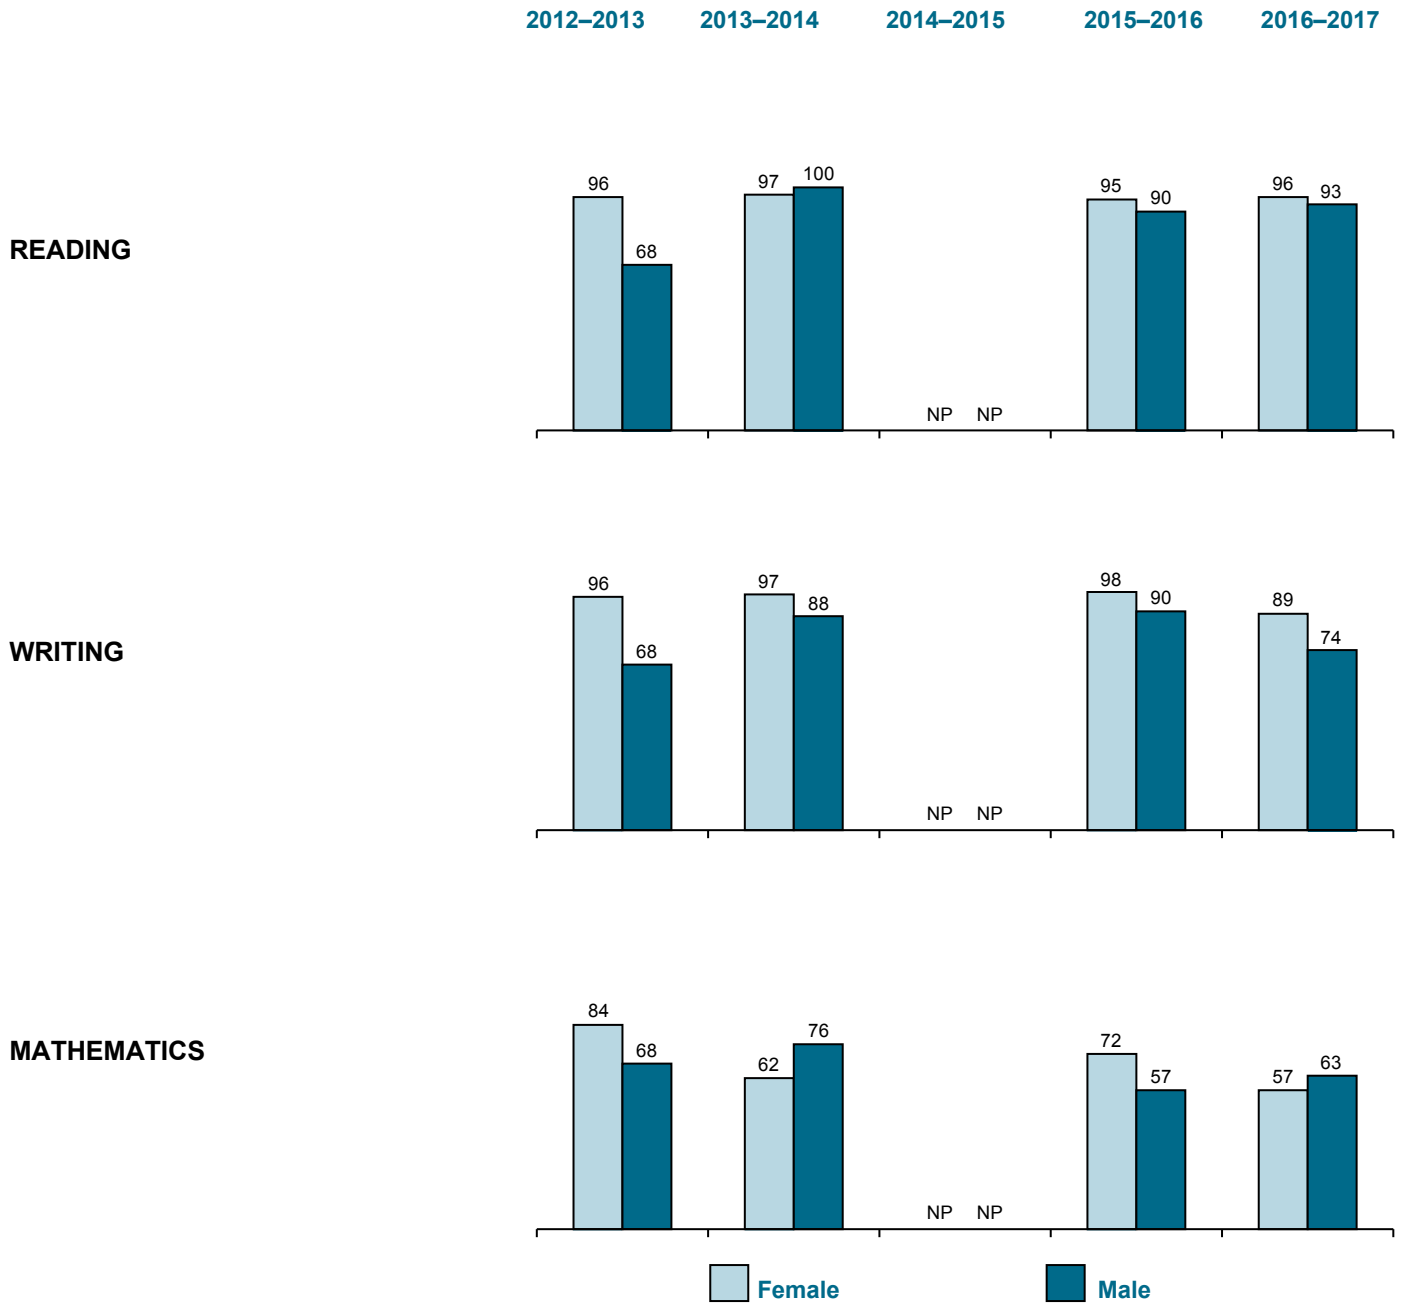 2012–2013 2013–2014 2014–2015 2015–2016 2016–2017
READING
96 68 97 100 NP NP 95 90 96 93
WRITING
96 68 97 88 NP NP 98 90 89 74
MATHEMATICS
84 68 62 76 NP NP 72 57 57 63
Female Male